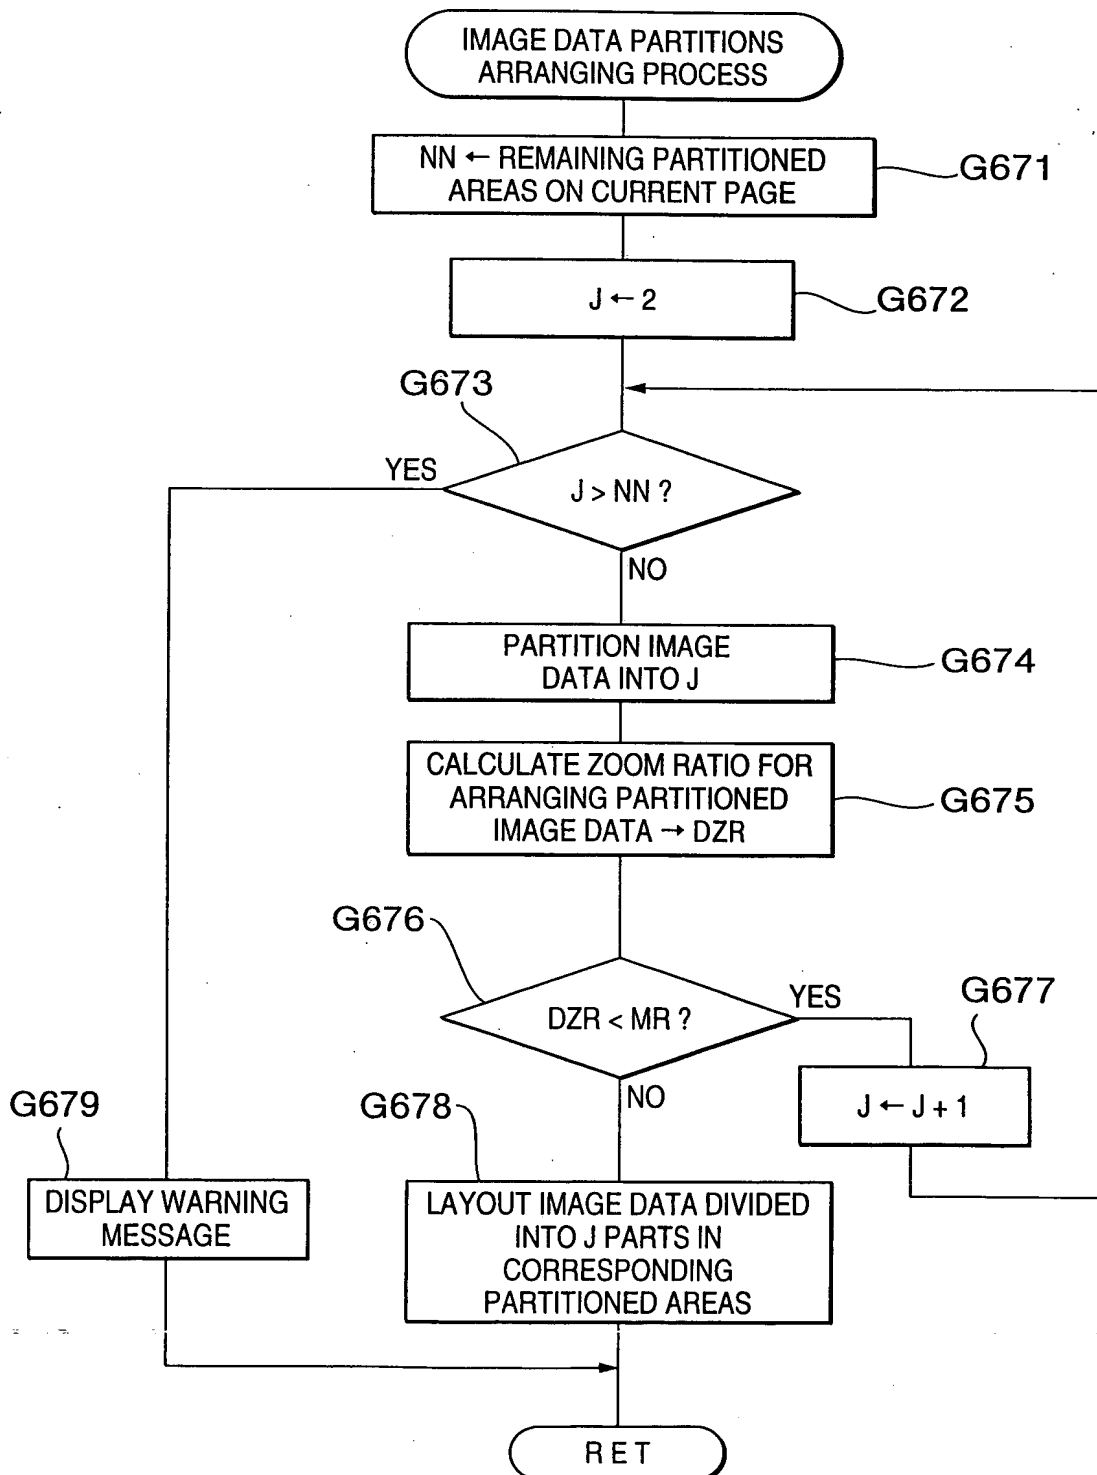 IMAGE DATA PARTITIONS
ARRANGING PROCESS
NN ← REMAINING PARTITIONED
AREAS ON CURRENT PAGE
G671
J ← 2
G672
G673
YES
J > NN ?
NO
PARTITION IMAGE
DATA INTO J
G674
CALCULATE ZOOM RATIO FOR
ARRANGING PARTITIONED
IMAGE DATA → DZR
G675
G676
DZR < MR ?
YES
G677
J ← J + 1
NO
G679
G678
DISPLAY WARNING
MESSAGE
LAYOUT IMAGE DATA DIVIDED
INTO J PARTS IN
CORRESPONDING
PARTITIONED AREAS
RET